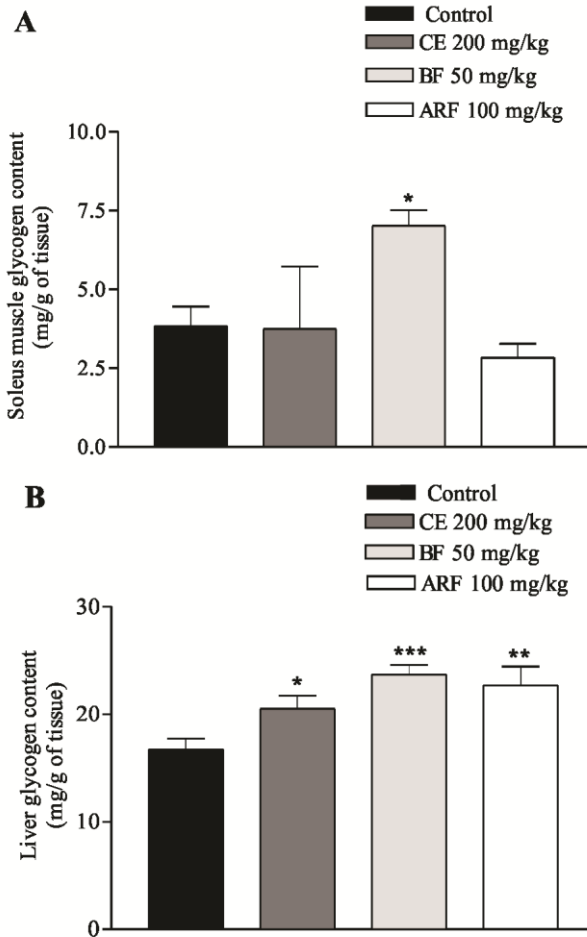 A
Control
CE 200 mg/kg
BF 50 mg/kg
ARF 100 mg/kg
Soleus muscle glycogen content
(mg/g of tissue)
10.0
7.5
5.0
2.5
0.0
*
B
Control
CE 200 mg/kg
BF 50 mg/kg
ARF 100 mg/kg
Liver glycogen content
(mg/g of tissue)
30
20
10
0
*
***
**